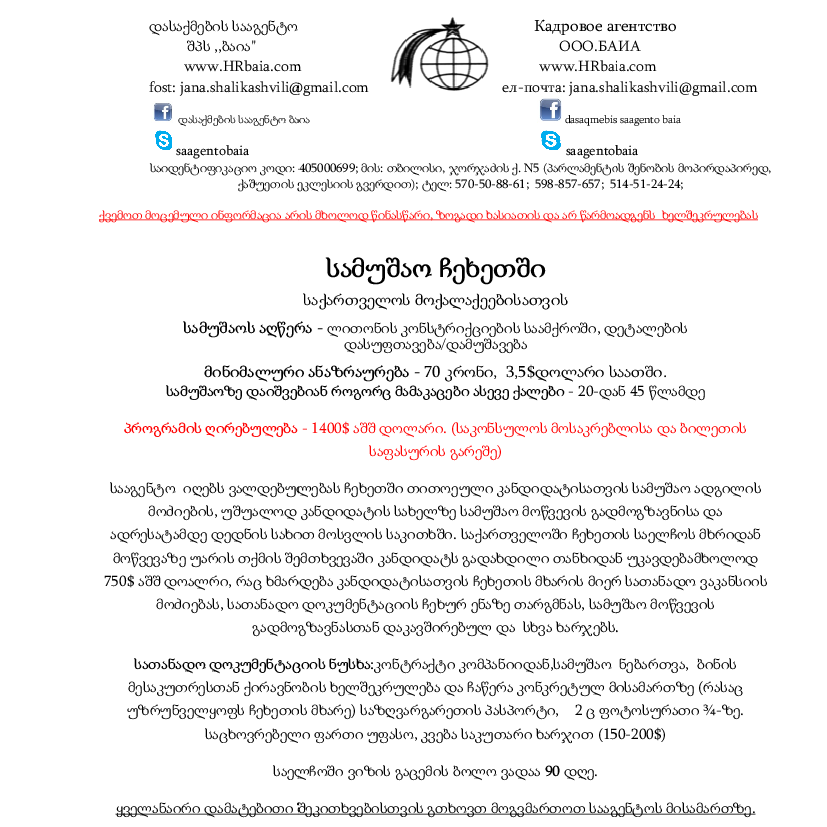 დასაქმების სააგენტო
შპს ,,ბაია"
www.HRbaia.com
fost: jana.shalikashvili@gmail.com
დასაქმების სააგენტო ბაია
saagentobaia
Кадровое агентство
ООО.БАИА
www.HRbaia.com
ел-почта: jana.shalikashvili@gmail.com
dasaqmebis saagento baia
saagentobaia
საიდენტიფიკაციო კოდი: 405000699; მის: თბილისი, ჯორჯაძის ქ. N5 (პარლამენტის შენობის მოპირდაპირედ,
ქაშუეთის ეკლესიის გვერდით); ტელ: 570-50-88-61; 598-857-657; 514-51-24-24;
ქვემოთ მოცემული ინფორმაცია არის მხოლოდ წინასწარი, ზოგადი ხასიათის და არ წარმოადგენს ხელშეკრულებას
სამუშაო ჩეხეთში
საქართველოს მოქალაქეებისათვის
სამუშაოს აღწერა - ლითონის კონსტრიქციების საამქროში, დეტალების
დასუფთავება/დამუშავება
მინიმალური ანაზრაურება - 70 კრონი, 3,5$დოლარი საათში.
სამუშაოზე დაიშვებიან როგორც მამაკაცები ასევე ქალები - 20-დან 45 წლამდე
პროგრამის ღირებულება - 1400$ აშშ დოლარი. (საკონსულოს მოსაკრებლისა და ბილეთის
საფასურის გარეშე)
სააგენტო იღებს ვალდებულებას ჩეხეთში თითოეული კანდიდატისათვის სამუშაო ადგილის
მოძიების, უშუალოდ კანდიდატის სახელზე სამუშაო მოწვევის გადმოგზავნისა და
ადრესატამდე დედნის სახით მოსვლის საკითხში. საქართველოში ჩეხეთის საელჩოს მხრიდან
მოწვევაზე უარის თქმის შემთხვევაში კანდიდატს გადახდილი თანხიდან უკავდებამხოლოდ
750$ აშშ დოალრი, რაც ხმარდება კანდიდატისათვის ჩეხეთის მხარის მიერ სათანადო ვაკანსიის
მოძიებას, სათანადო დოკუმენტაციის ჩეხურ ენაზე თარგმნას, სამუშაო მოწვევის
გადმოგზავნასთან დაკავშირებულ და სხვა ხარჯებს.
სათანადო დოკუმენტაციის ნუსხა:კონტრაქტი კომპანიიდან,სამუშაო ნებართვა, ბინის
მესაკუთრესთან ქირავნობის ხელშეკრულება და ჩაწერა კონკრეტულ მისამართზე (რასაც
უზრუნველყოფს ჩეხეთის მხარე) საზღვარგარეთის პასპორტი, 2 ც ფოტოსურათი ¾-ზე.
საცხოვრებელი ფართი უფასო, კვება საკუთარი ხარჯით (150-200$)
საელჩოში ვიზის გაცემის ბოლო ვადაა 90 დღე.
ყველანაირი დამატებითი შეკითხვებისთვის გთხოვთ მოგვმართოთ სააგენტოს მისამართზე.